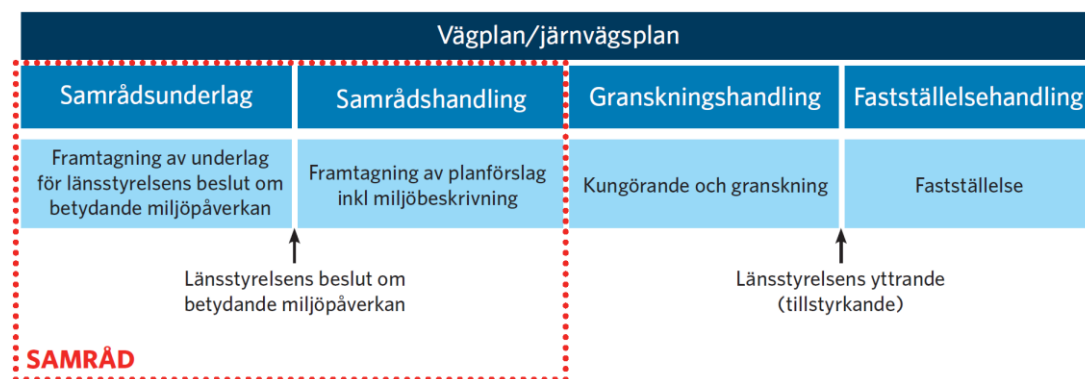 Vägplan/järnvägsplan
Samrådsunderlag
Samrådshandling
Granskningshandling
Fastställelsehandling
Framtagning av underlag
för länsstyrelsens beslut om
betydande miljöpåverkan
Framtagning av planförslag
inkl miljöbeskrivning
Kungörande och granskning
Fastställelse
Länsstyrelsens beslut om
betydande miljöpåverkan
Länsstyrelsens yttrande
(tillstyrkande)
SAMRÅD